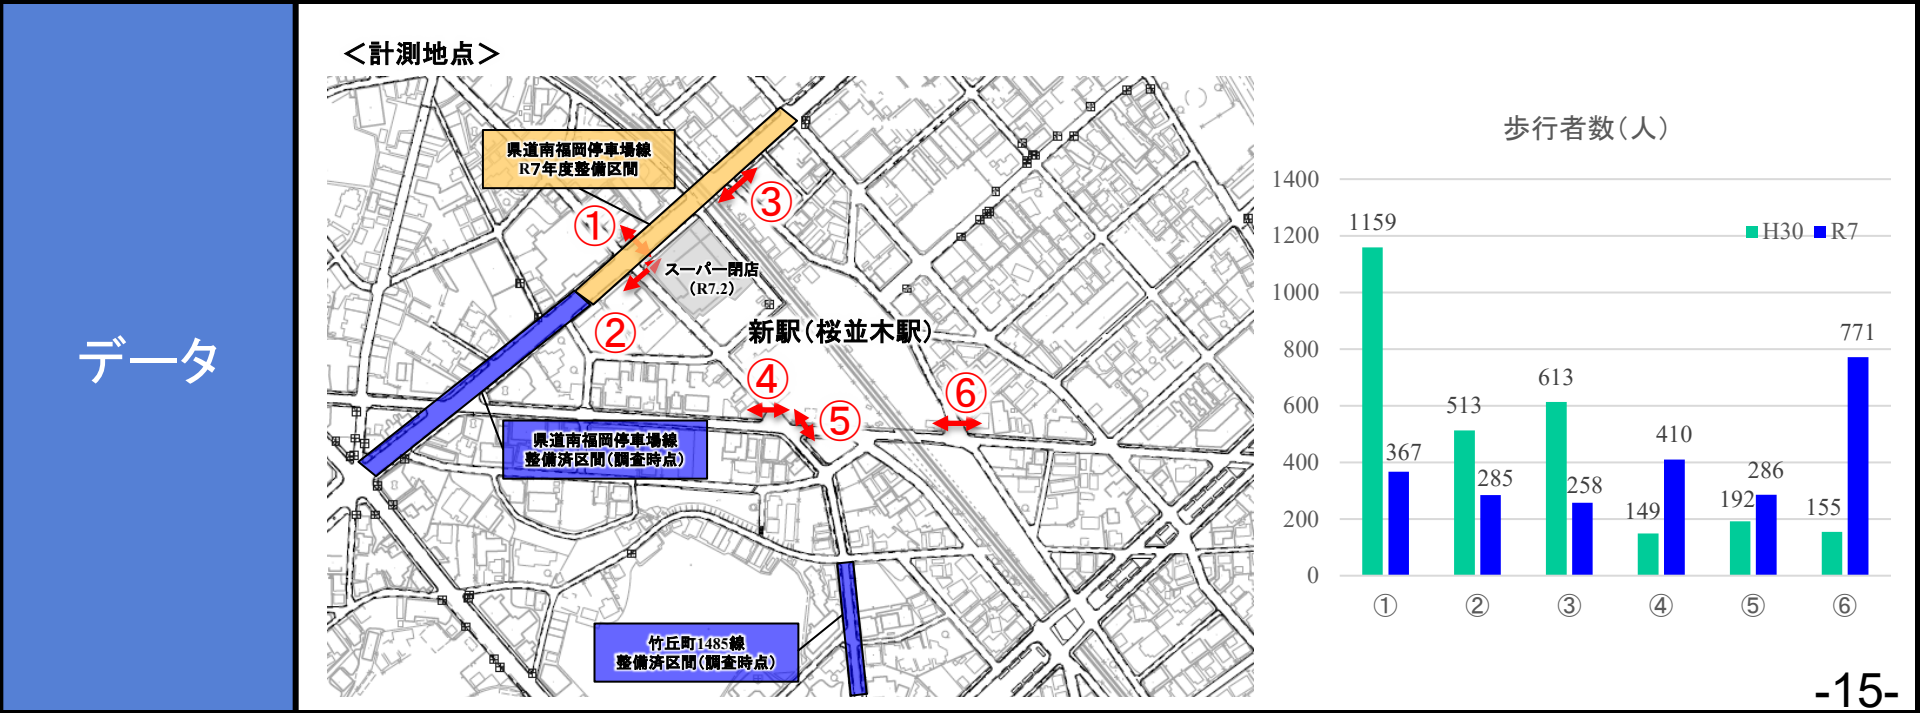 データ
＜計測地点＞
県道南福岡停車場線
R7年度整備区間
①
③
スーパー閉店
（R7.2）
②
新駅（桜並木駅）
④
⑤
⑥
県道南福岡停車場線
整備済区間（調査時点）
竹丘町1485線
整備済区間（調査時点）
歩行者数（人）
1400
1200
1000
800
600
400
200
0
H30 R7
1159
367
513
285
613
258
149
410
192
286
155
771
① ② ③ ④ ⑤ ⑥
-15-